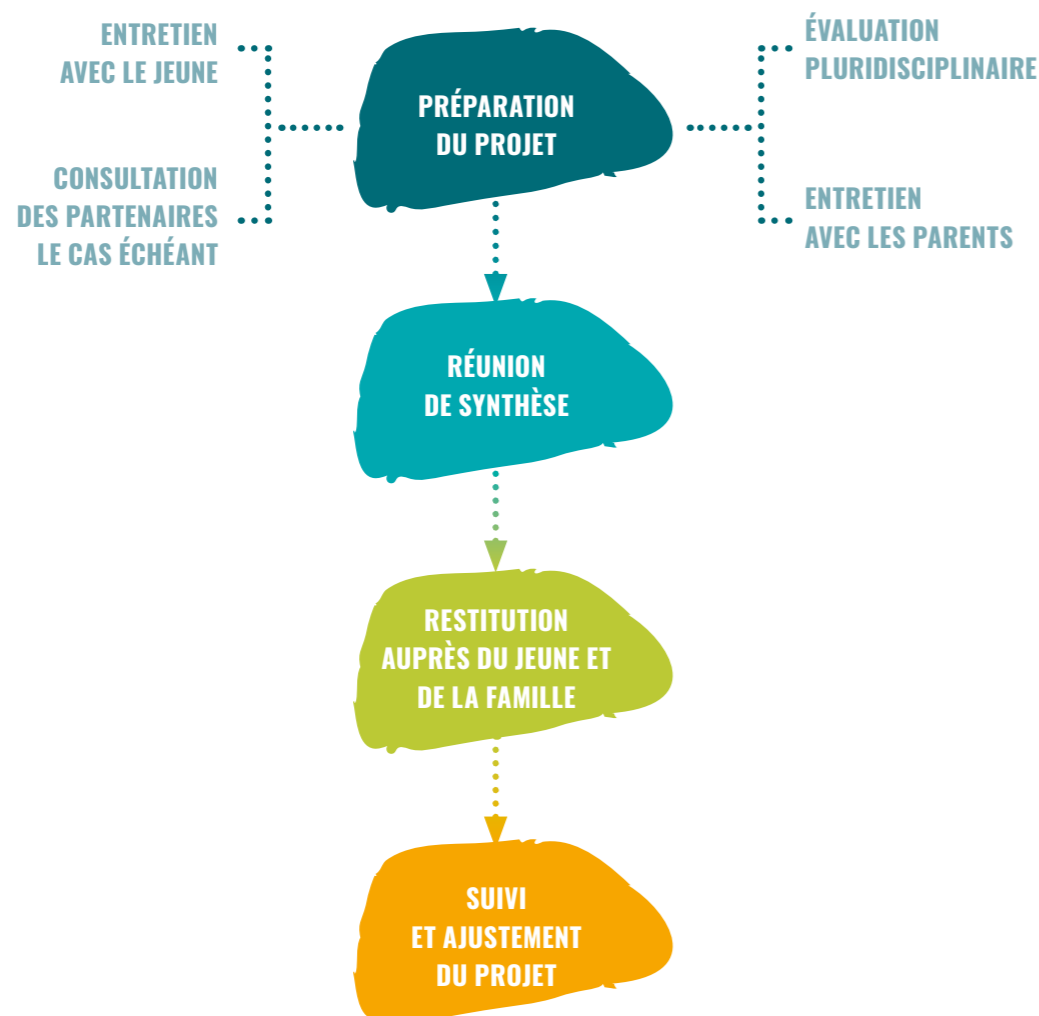 ENTRETIEN
AVEC LE JEUNE
CONSULTATION
DES PARTENAIRES
LE CAS ÉCHÉANT
PRÉPARATION
DU PROJET
ÉVALUATION
PLURIDISCIPLINAIRE
ENTRETIEN
AVEC LES PARENTS
RÉUNION
DE SYNTHÈSE
RESTITUTION
AUPRÈS DU JEUNE ET
DE LA FAMILLE
SUIVI
ET AJUSTEMENT
DU PROJET